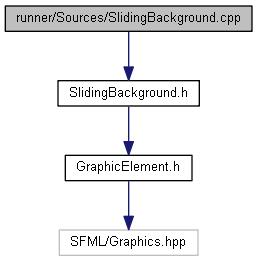 runner/Sources/SlidingBackground.cpp
SlidingBackground.h
GraphicElement.h
SFML/Graphics.hpp